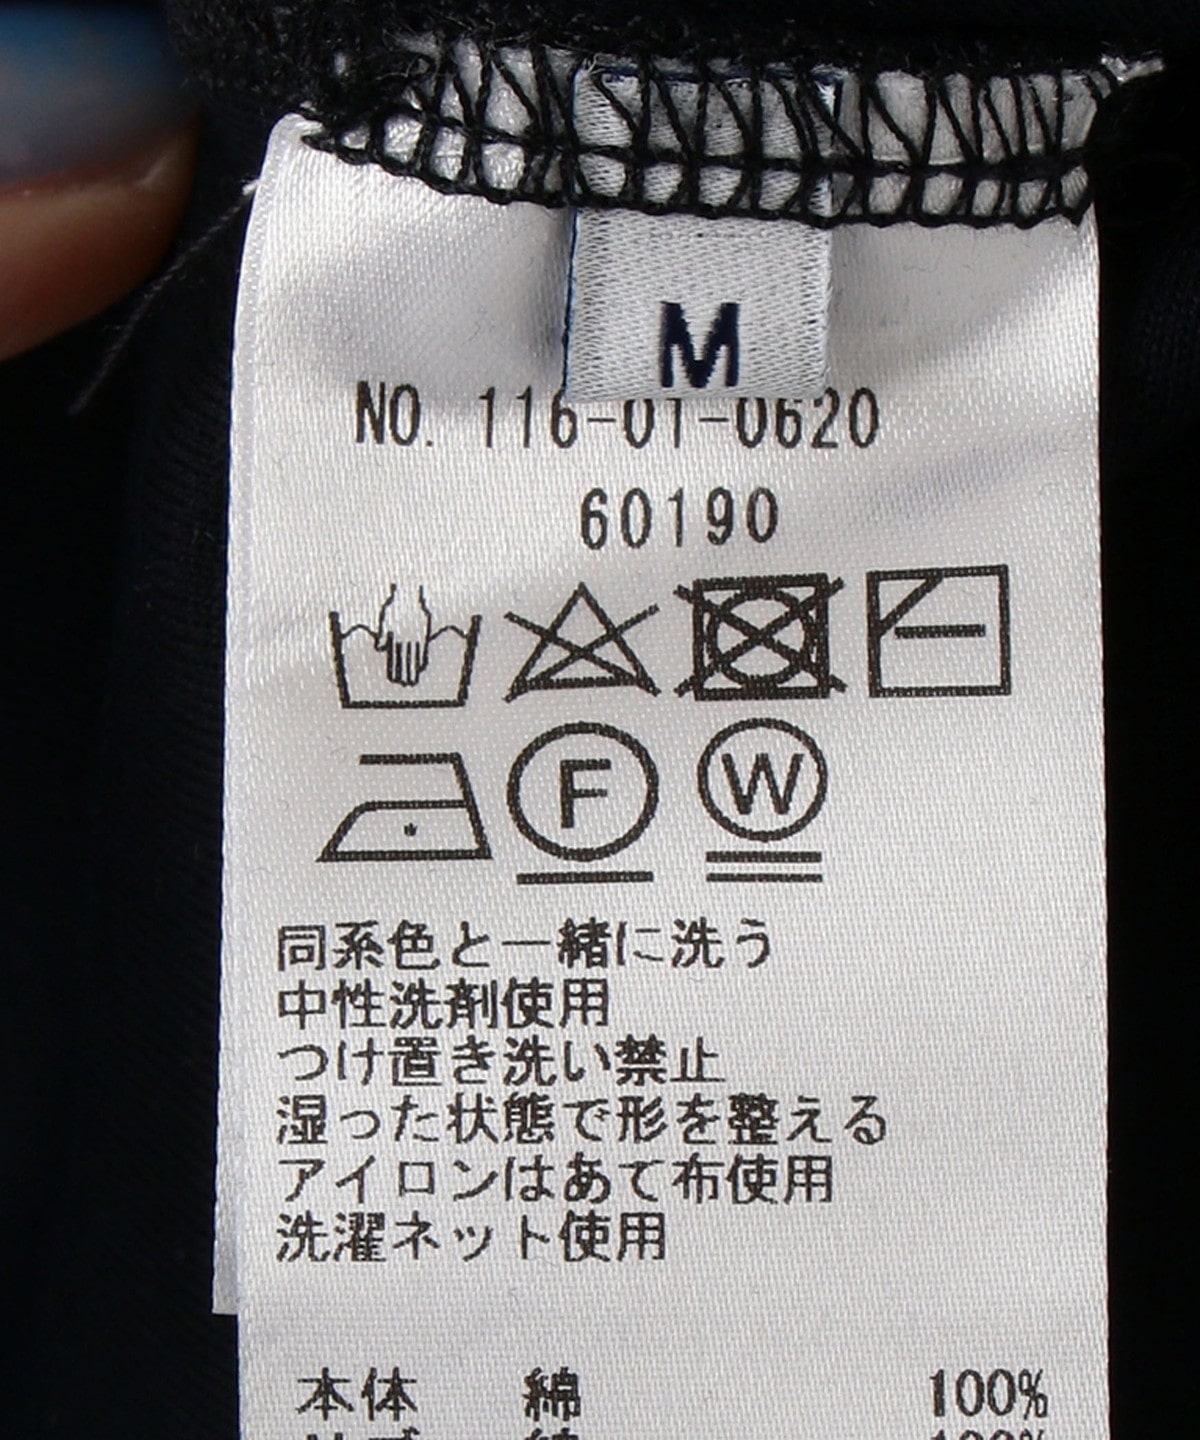 M
NO. 116-01-0620
60190
F W
同系色と一緒に洗う
中性洗剤使用
つけ置き洗い禁止
湿った状態で形を整える
アイロンはあて布使用
洗濯ネット使用
本体 綿 100%